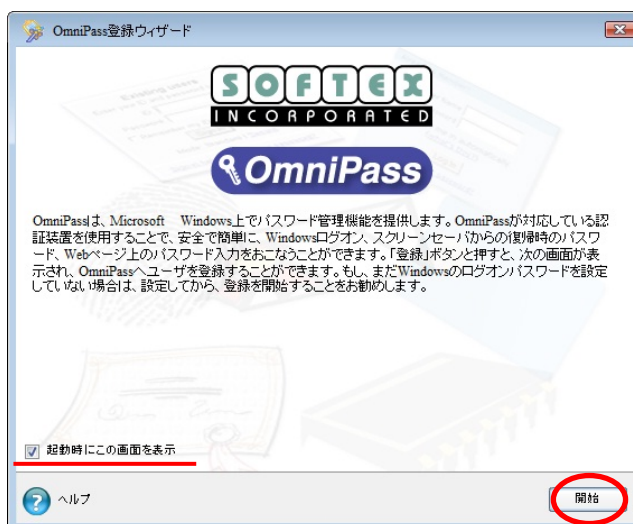 OmniPass登録ウィザード
SOFTEX
INCORPORATED
OmniPass
OmniPassは、Microsoft Windows上でパスワード管理機能を提供します。OmniPassが対応している認
証装置を使用することで、安全で簡単に、Windowsログオン、スクリーンセーバからの復帰時のパスワ
ード、Webページ上のパスワード入力をおこなうことができます。「登録」ボタンと押すと、次の画面が表
示され、OmniPassへユーザを登録することができます。もし、まだWindowsのログオンパスワードを設定
していない場合は、設定してから、登録を開始することをお勧めします。
起動時にこの画面を表示
ヘルプ
開始